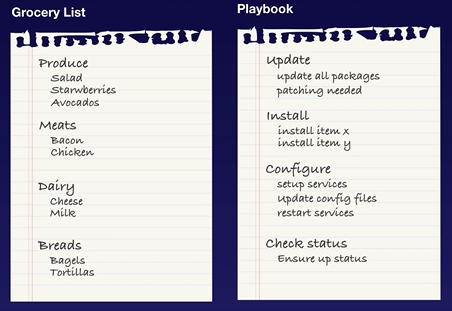 Grocery List
Produce
Salad
Starwberries
Avocados
Meats
Bacon
Chicken
Dairy
Cheese
Milk
Breads
Bagels
Tortillas
Playbook
Update
update all packages
patching needed
Install
install item x
install item y
Configure
setup services
Update config files
restart services
Check status
Ensure up status